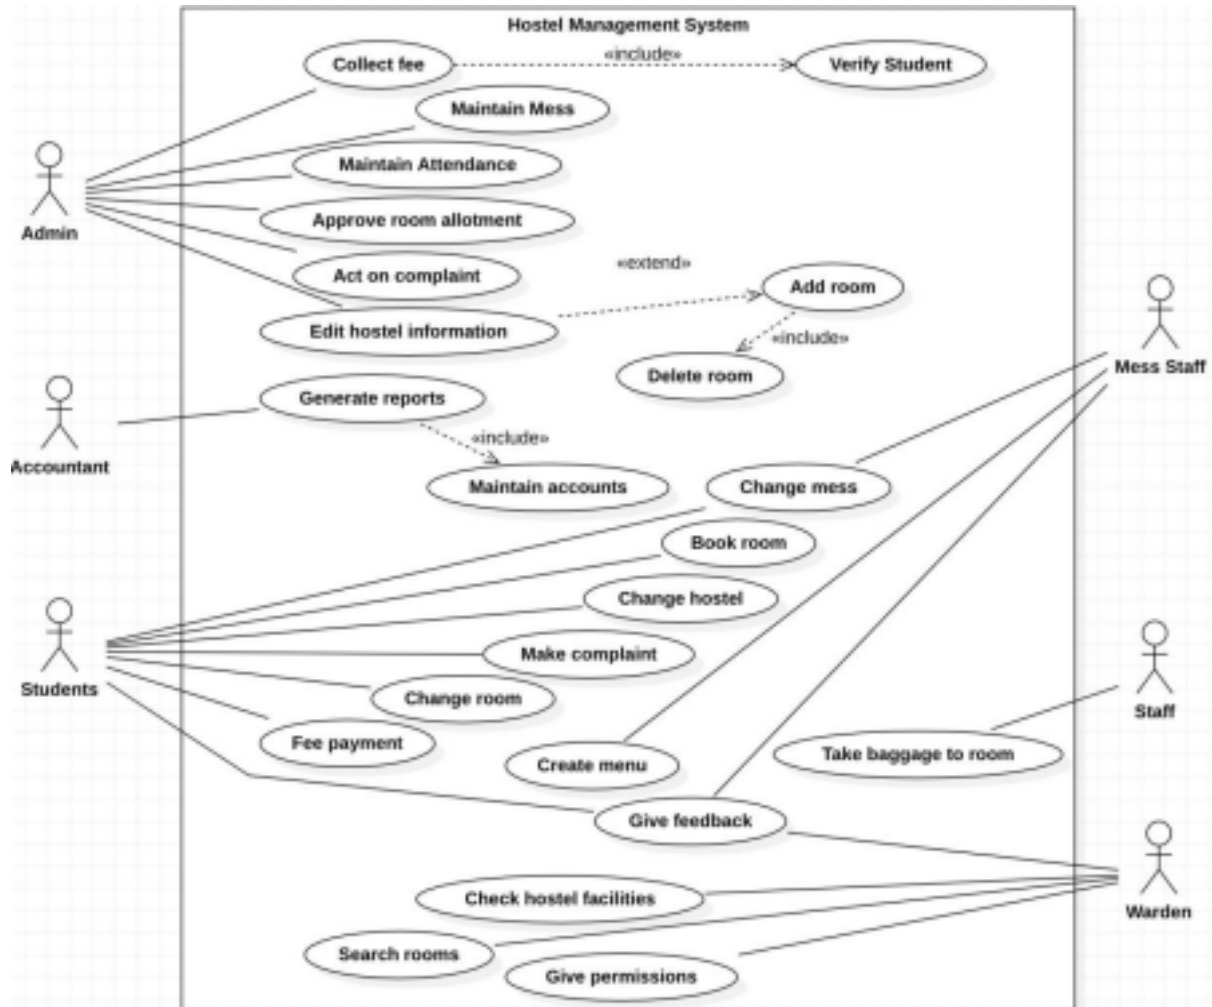 Hostel Management System
Collect fee
«include»
Verify Student
Maintain Mess
Maintain Attendance
Admin
Approve room allotment
Act on complaint
«extend»
Add room
Edit hostel information
«include»
Mess Staff
Delete room
Generate reports
Accountant
«include»
Maintain accounts
Change mess
Book room
Change hostel
Make complaint
Students
Change room
Staff
Fee payment
Take baggage to room
Create menu
Give feedback
Check hostel facilities
Warden
Search rooms
Give permissions